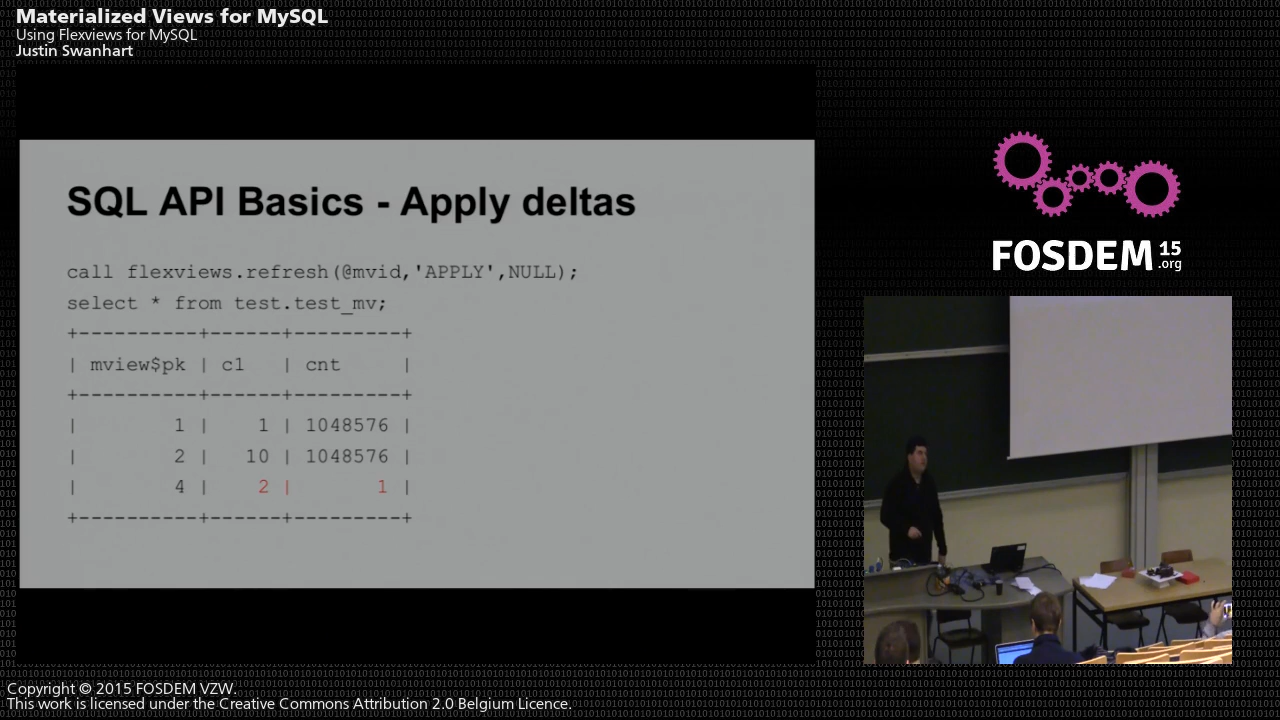 Materialized Views for MySQL
Using Flexviews for MySQL
Justin Swanhart
SQL API Basics - Apply deltas
call flexviews.refresh(@mvid,'APPLY',NULL);
select * from test.test_mv;
+----------+------+---------+
| mview$pk | c1   | cnt     |
+----------+------+---------+
|        1 |    1 | 1048576 |
|        2 |   10 | 1048576 |
|        4 |    2 |       1 |
+----------+------+---------+
FOSDEM 15
.org
Copyright © 2015 FOSDEM VZW.
This work is licensed under the Creative Commons Attribution 2.0 Belgium Licence.